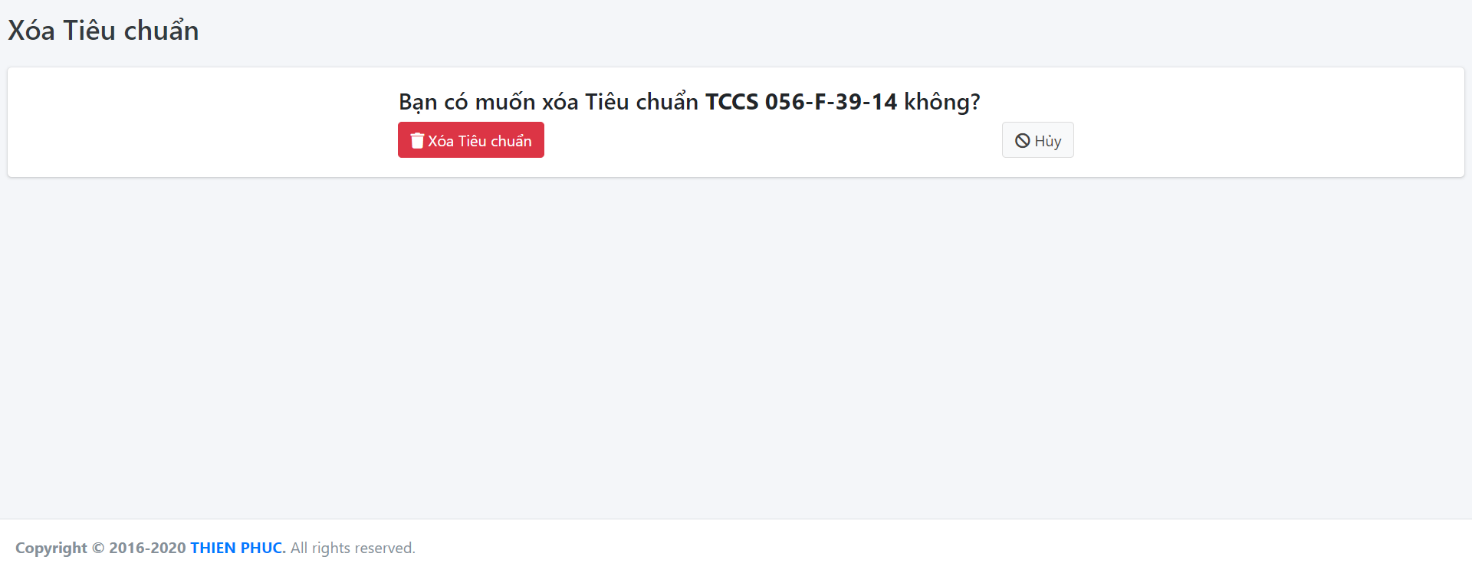 Xóa Tiêu chuẩn
Bạn có muốn xóa Tiêu chuẩn TCCS 056-F-39-14 không?
Xóa Tiêu chuẩn
Hủy
Copyright © 2016-2020 THIEN PHUC. All rights reserved.